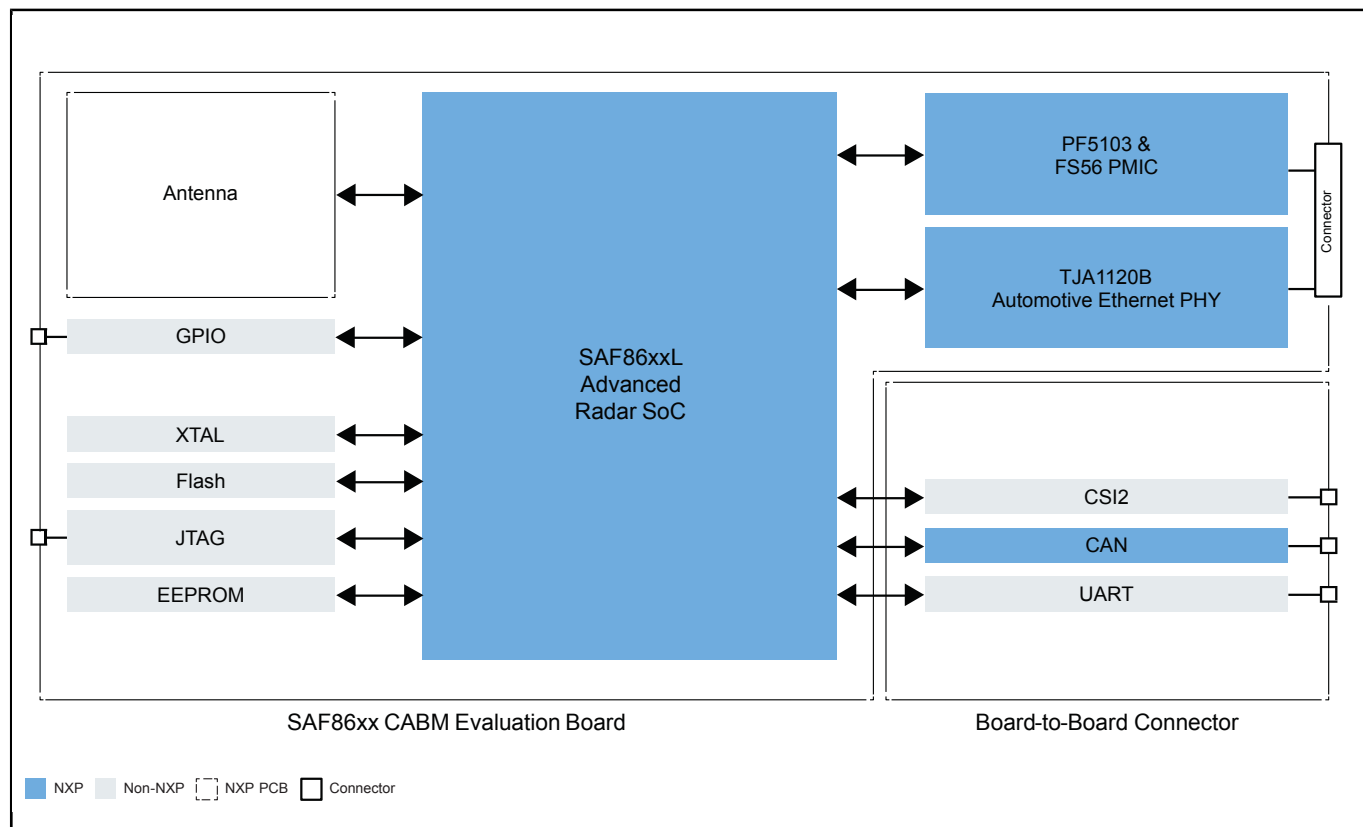 Antenna
GPIO
XTAL
Flash
JTAG
EEPROM
SAF86xxL
Advanced
Radar SoC
PF5103 &
FS56 PMIC
TJA1120B
Automotive Ethernet PHY
Connector
CSI2
CAN
UART
SAF86xx CABM Evaluation Board
Board-to-Board Connector
NXP
Non-NXP
NXP PCB
Connector